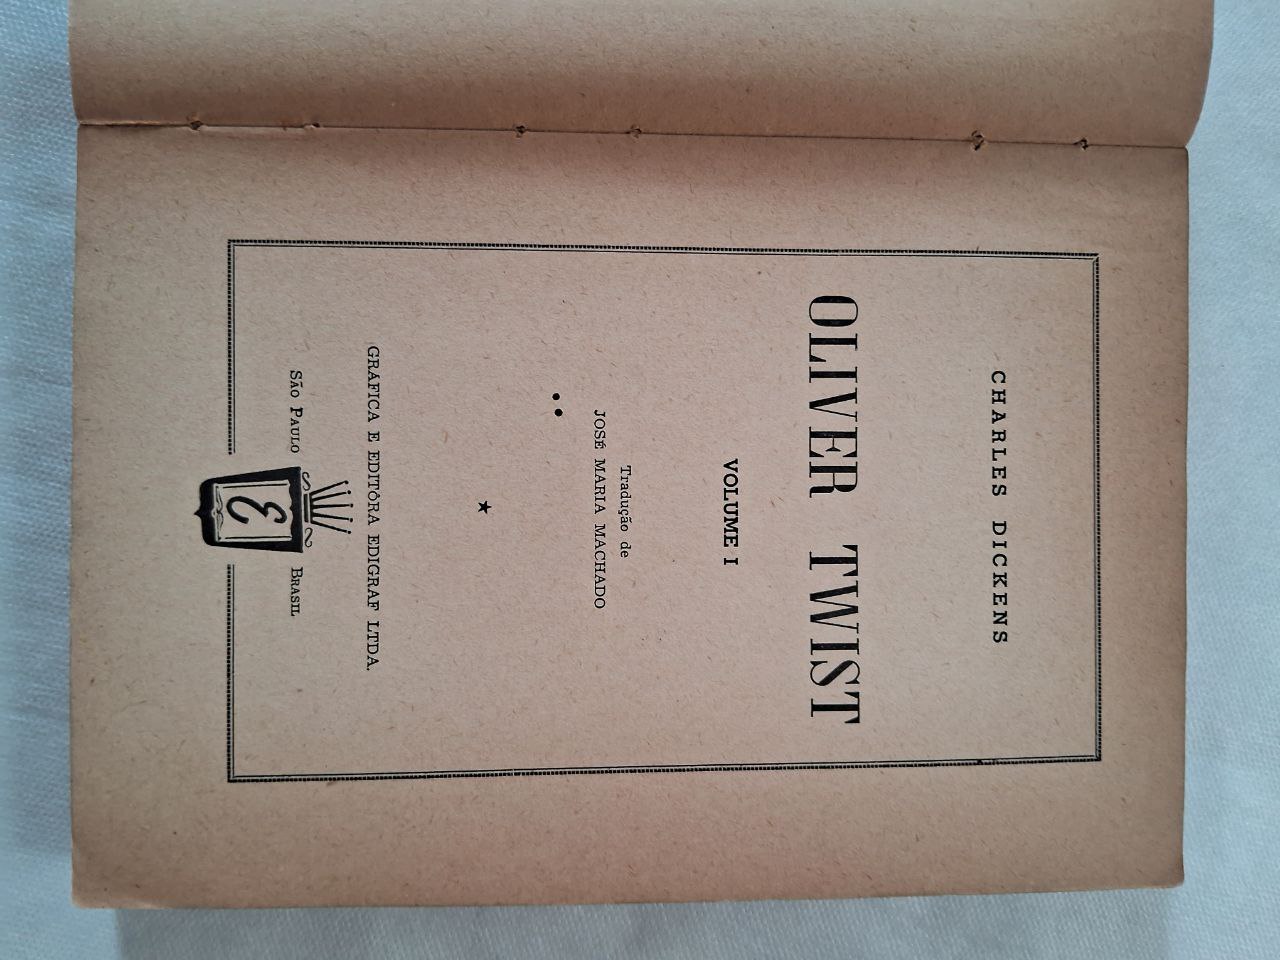 CHARLES DICKENS
OLIVER TWIST
VOLUME I
Tradução de
JOSÉ MARIA MACHADO
GRÁFICA E EDITÔRA EDIGRAF LTDA.
SÃO PAULO BRASIL
E